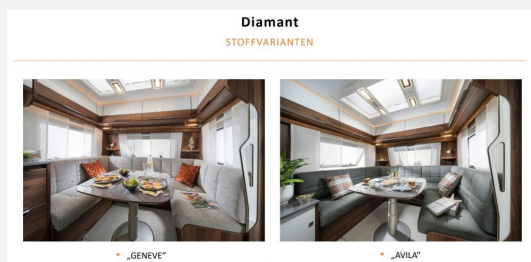 Diamant
STOFFVARIANTEN
• „GENEVE“
• „AVILA“